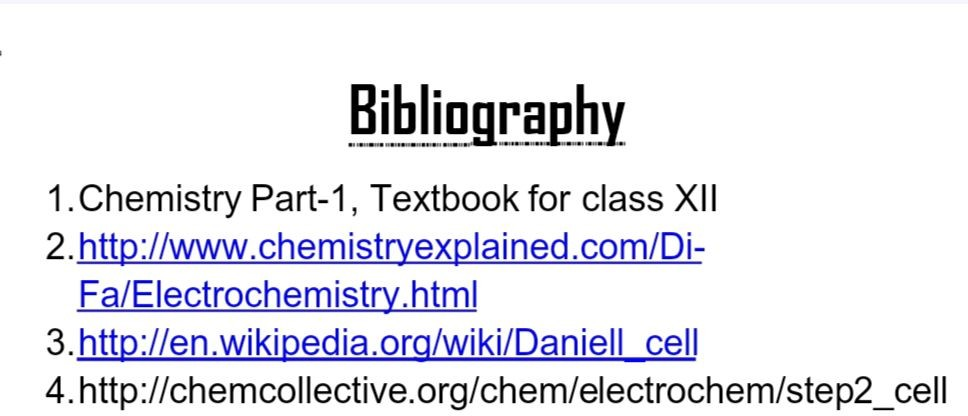 Bibliography
1.Chemistry Part-1, Textbook for class XII
2.http://www.chemistryexplained.com/Di-
Fa/Electrochemistry.html
3.http://en.wikipedia.org/wiki/Daniell_cell
4.http://chemcollective.org/chem/electrochem/step2_cell